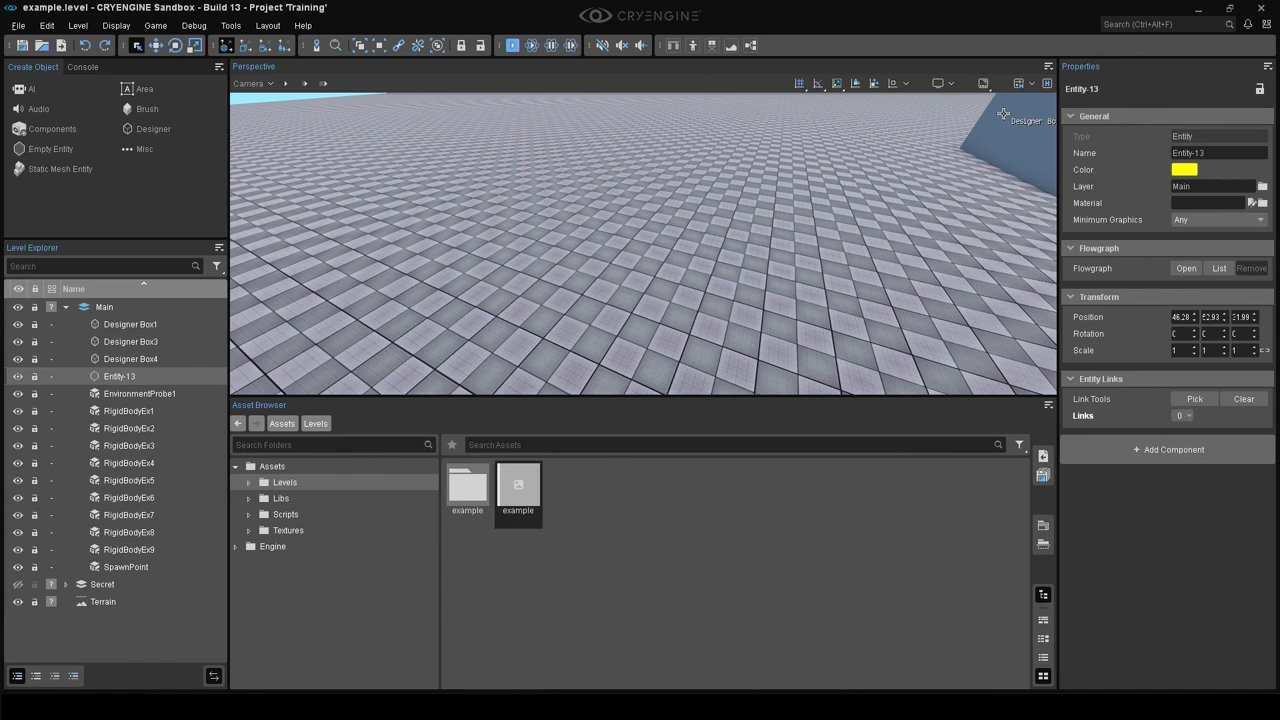 example.level - CRYENGINE Sandbox - Build 13 - Project 'Training'
CRYENGINE
File Edit Level Display Game Debug Tools Layout Help
Search (Ctrl+Alt+F)
Create Object Console
AI Area
Audio Brush
Components Designer
Empty Entity Misc
Static Mesh Entity
Perspective
Camera
Designer Bo
Level Explorer
Search
Name
Main
Designer Box1
Designer Box3
Designer Box4
Entity-13
EnvironmentProbe1
RigidBodyEx1
RigidBodyEx2
RigidBodyEx3
RigidBodyEx4
RigidBodyEx5
RigidBodyEx6
RigidBodyEx7
RigidBodyEx8
RigidBodyEx9
SpawnPoint
Secret
Terrain
Asset Browser
Assets Levels
Search Folders
Search Assets
Assets
Levels
Libs
Scripts
Textures
Engine
example
example
Properties
Entity-13
General
Type Entity
Name Entity-13
Color
Layer Main
Material
Minimum Graphics Any
Flowgraph
Flowgraph Open List Remove
Transform
Position
Rotation
Scale 1 1 1
Entity Links
Link Tools Pick Clear
Links 0
Add Component